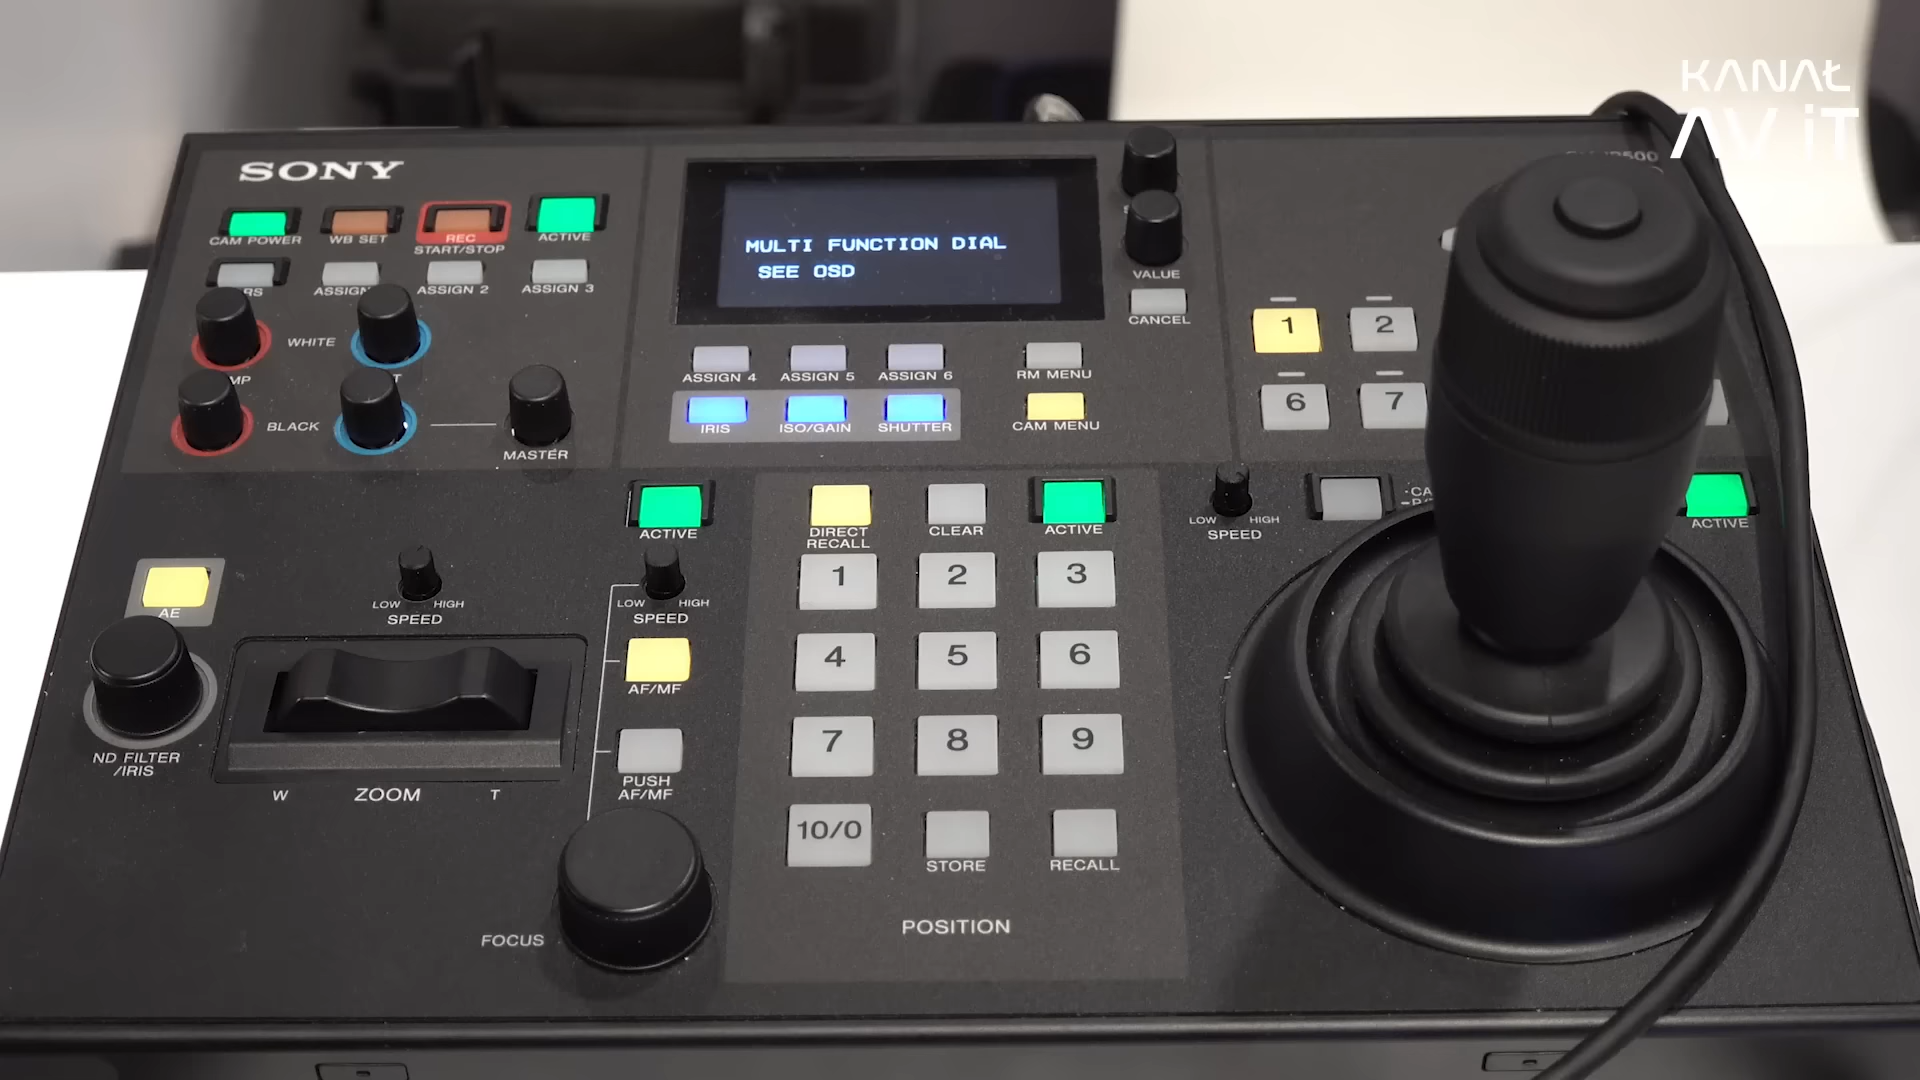 KANAŁ
AV iT
SONY
CAM POWER
WB SET
REC
START/STOP
ACTIVE
ASSIGN 2
ASSIGN 3
WHITE
BLACK
MASTER
MULTI FUNCTION DIAL
SEE OSD
VALUE
CANCEL
ASSIGN 4
ASSIGN 5
ASSIGN 6
RM MENU
IRIS
ISO/GAIN
SHUTTER
CAM MENU
1
2
6
7
ACTIVE
DIRECT
RECALL
CLEAR
ACTIVE
LOW
HIGH
SPEED
ACTIVE
AE
LOW
HIGH
SPEED
LOW
HIGH
SPEED
AF/MF
PUSH
AF/MF
ND FILTER
/IRIS
W
ZOOM
T
FOCUS
1
2
3
4
5
6
7
8
9
10/0
STORE
RECALL
POSITION